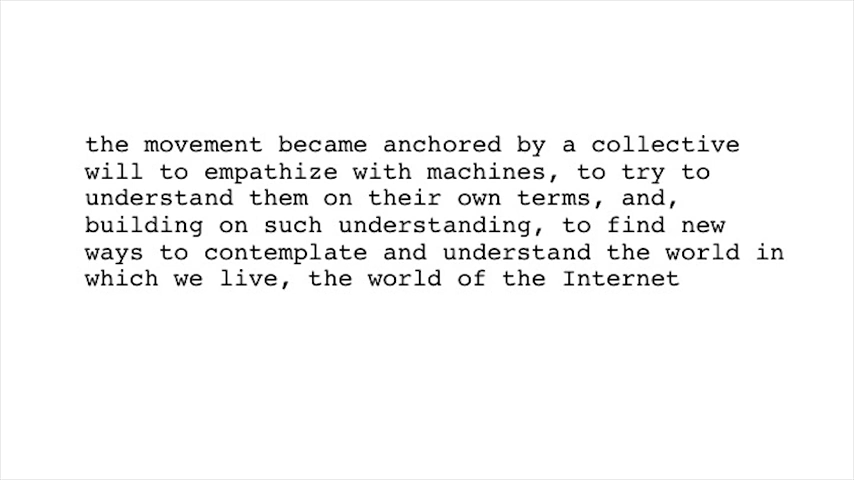 the movement became anchored by a collective
will to empathize with machines, to try to
understand them on their own terms, and,
building on such understanding, to find new
ways to contemplate and understand the world in
which we live, the world of the Internet